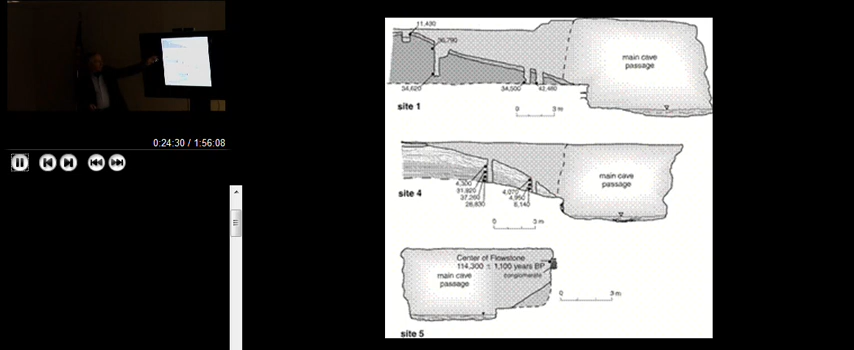 0:24:30 / 1:56:08
11,430
36,790
main cave
passage
34,620
34,500
42,480
site 1
0
3 m
main cave
passage
site 4
4,300
31,920
37,260
28,830
4,070
4,950
8,140
0
3 m
Center of Flowstone
114,300 ± 1,100 years BP
conglomerate
main cave
passage
0
3 m
site 5